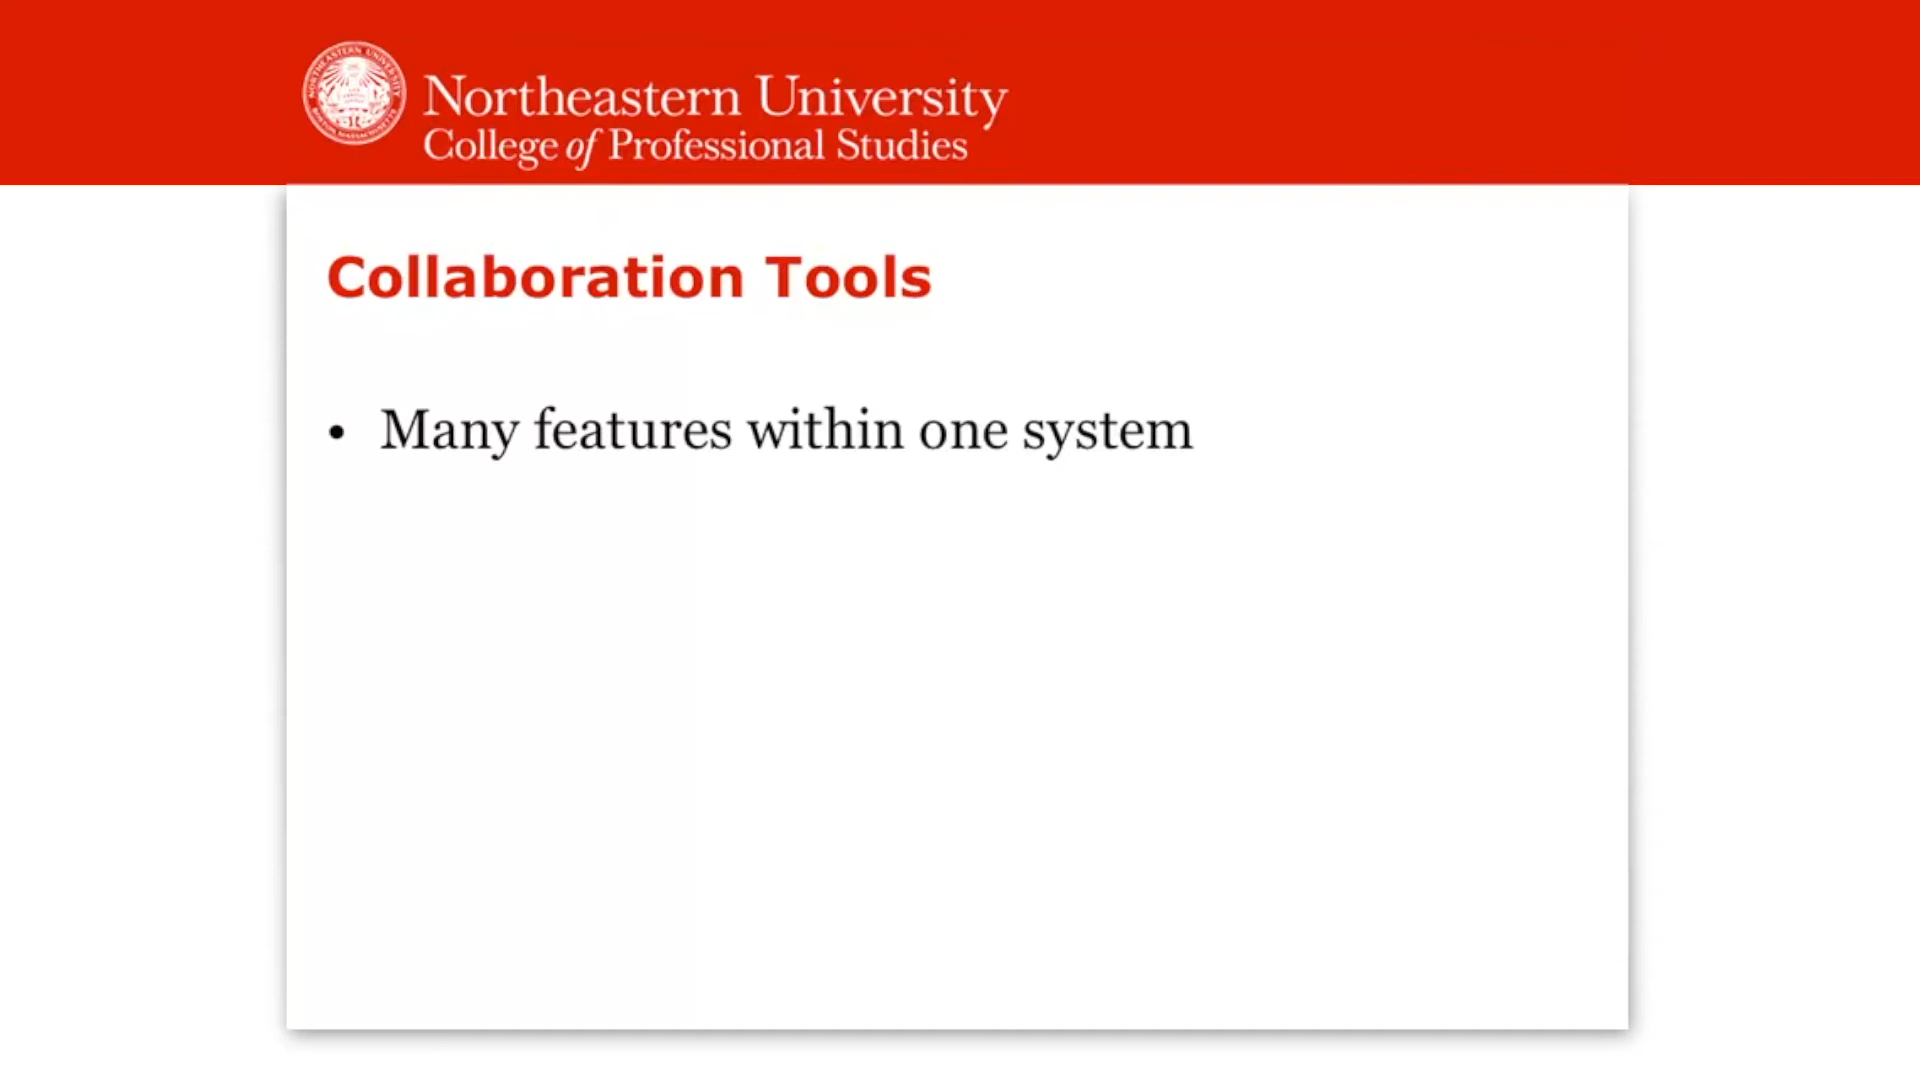 Northeastern University
College of Professional Studies
Collaboration Tools
• Many features within one system